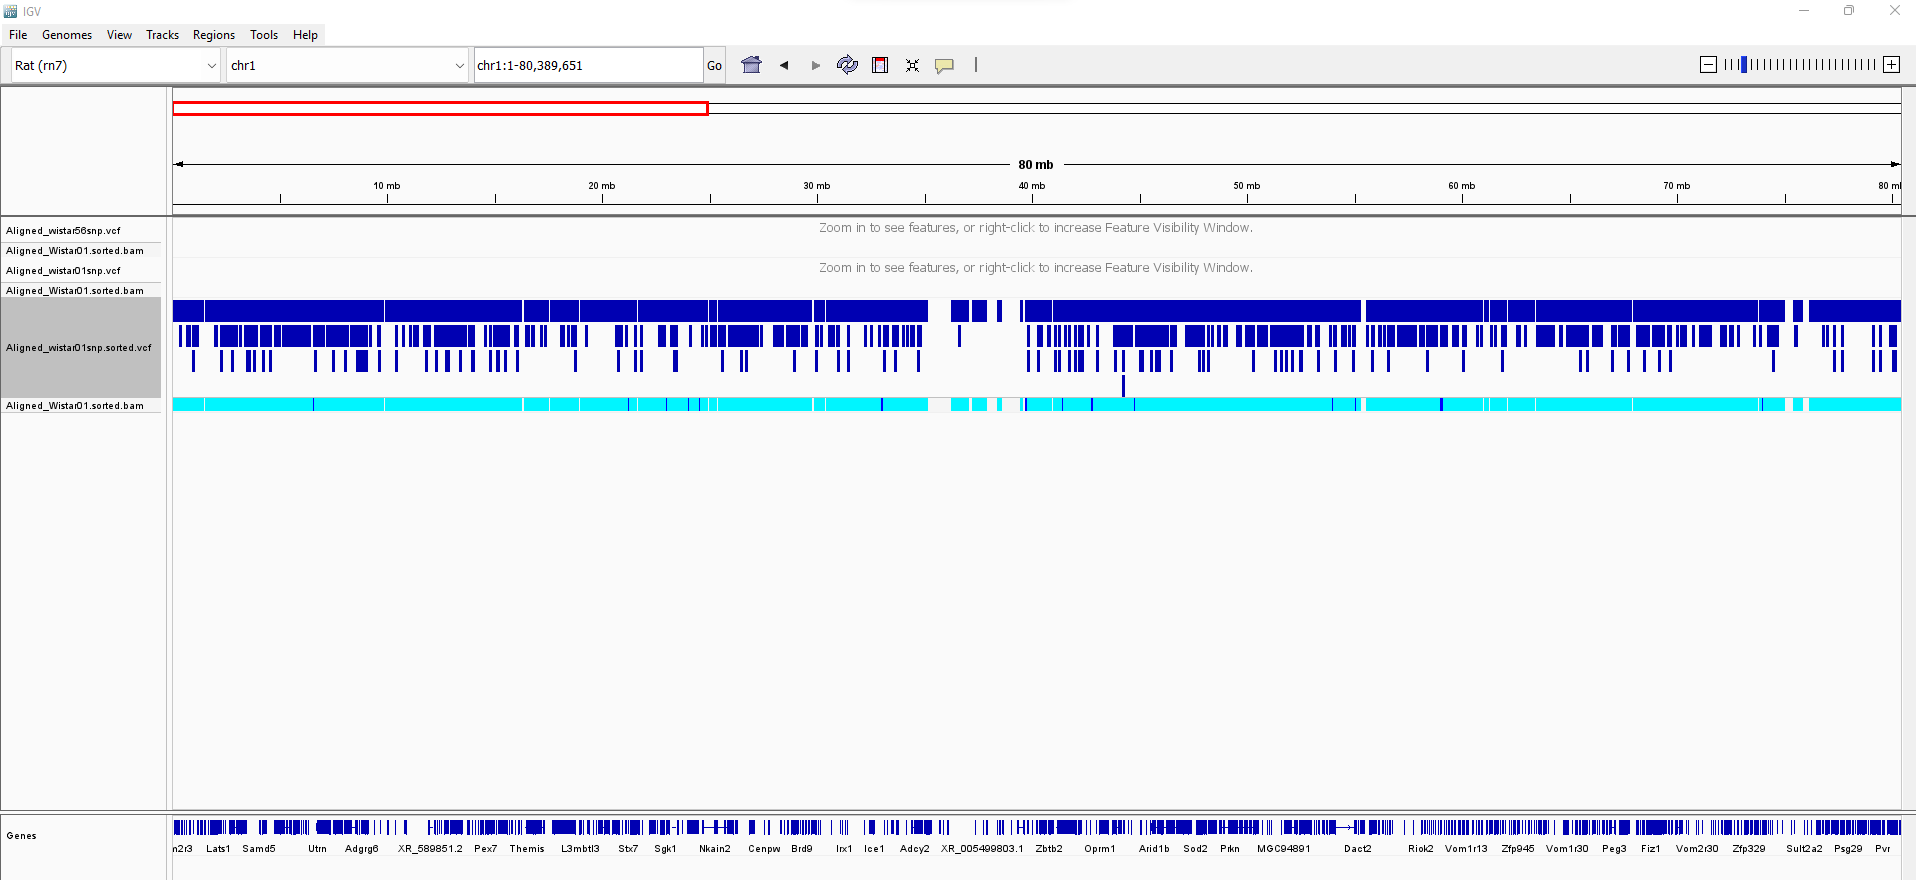 IGV
File Genomes View Tracks Regions Tools Help
Rat (rn7) chr1 chr1:1-80,389,651 Go
80 mb
10 mb 20 mb 30 mb 40 mb 50 mb 60 mb 70 mb 80 m
Aligned_wistar56snp.vcf Zoom in to see features, or right-click to increase Feature Visibility Window.
Aligned_Wistar01.sorted.bam
Aligned_wistar01snp.vcf Zoom in to see features, or right-click to increase Feature Visibility Window.
Aligned_Wistar01.sorted.bam
Aligned_wistar01snp.sorted.vcf
Aligned_Wistar01.sorted.bam
Genes
n2r3 Lats1 Samd5 Utrn Adgrg6 XR_589851.2 Pex7 Themis L3mbtl3 Stx7 Sgk1 Nkain2 Cenpw Brd9 Irx1 Ice1 Adcy2 XR_005499803.1 Zbtb2 Oprm1 Arid1b Sod2 Prkn MGC94891 Dact2 Riok2 Vom1r13 Zfp945 Vom1r30 Peg3 Fiz1 Vom2r30 Zfp329 Sult2a2 Psg29 Pvr